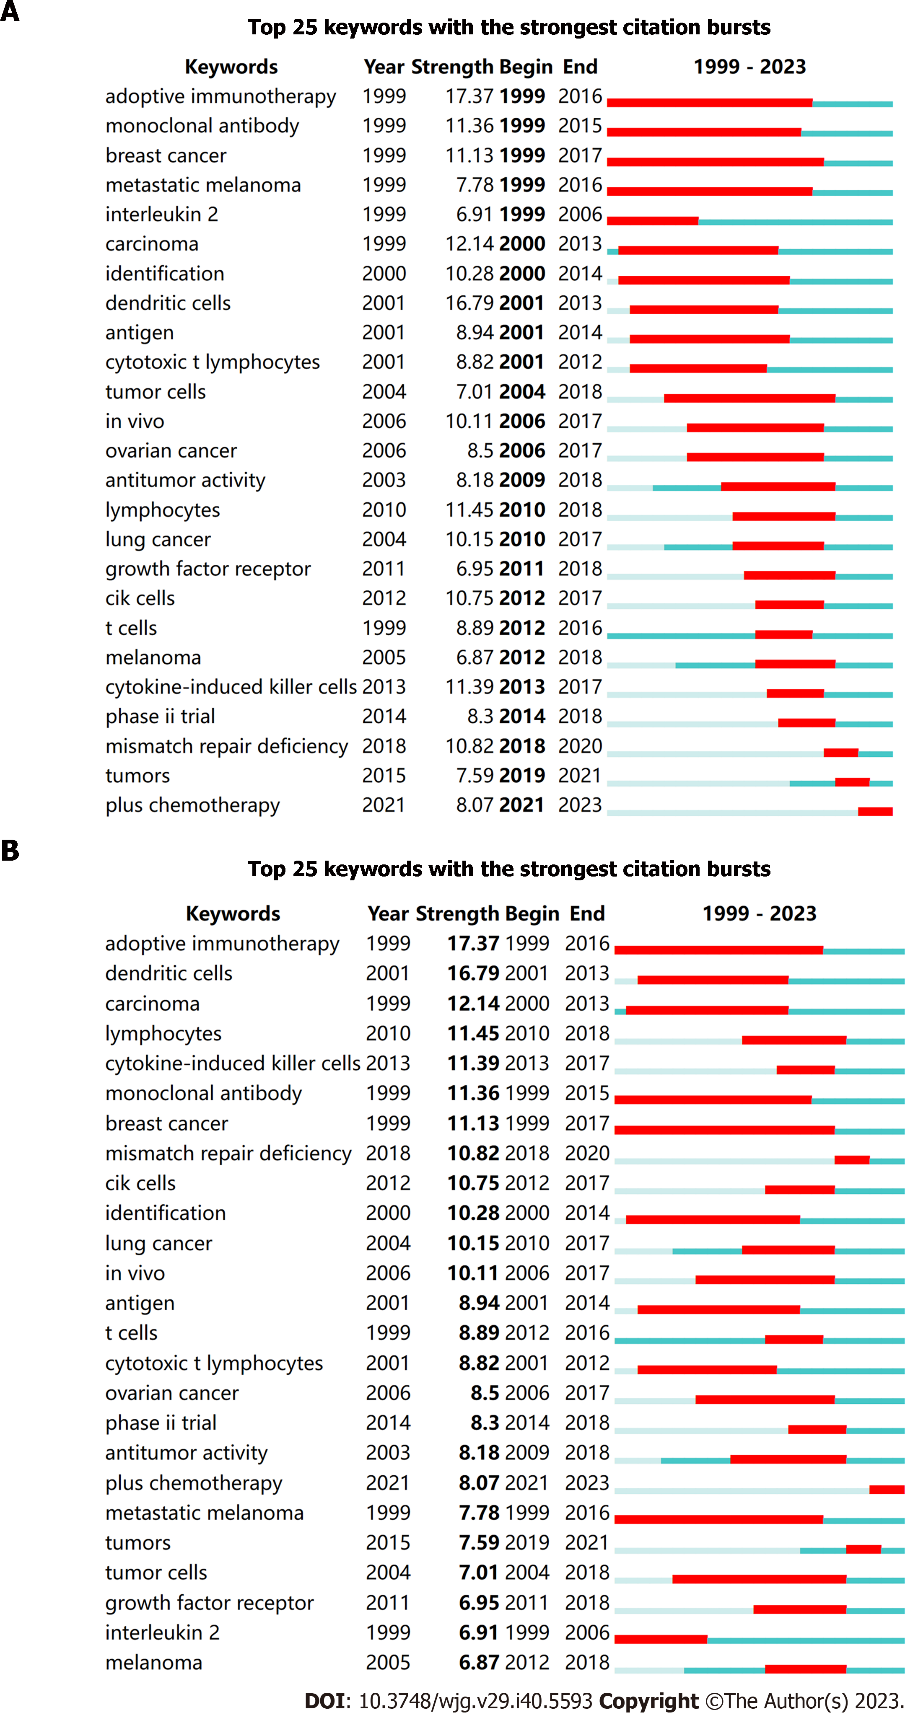 A
Top 25 keywords with the strongest citation bursts
Keywords Year Strength Begin End 1999 - 2023
adoptive immunotherapy 1999 17.37 1999 2016
monoclonal antibody 1999 11.36 1999 2015
breast cancer 1999 11.13 1999 2017
metastatic melanoma 1999 7.78 1999 2016
interleukin 2 1999 6.91 1999 2006
carcinoma 1999 12.14 2000 2013
identification 2000 10.28 2000 2014
dendritic cells 2001 16.79 2001 2013
antigen 2001 8.94 2001 2014
cytotoxic t lymphocytes 2001 8.82 2001 2012
tumor cells 2004 7.01 2004 2018
in vivo 2006 10.11 2006 2017
ovarian cancer 2006 8.5 2006 2017
antitumor activity 2003 8.18 2009 2018
lymphocytes 2010 11.45 2010 2018
lung cancer 2004 10.15 2010 2017
growth factor receptor 2011 6.95 2011 2018
cik cells 2012 10.75 2012 2017
t cells 1999 8.89 2012 2016
melanoma 2005 6.87 2012 2018
cytokine-induced killer cells 2013 11.39 2013 2017
phase ii trial 2014 8.3 2014 2018
mismatch repair deficiency 2018 10.82 2018 2020
tumors 2015 7.59 2019 2021
plus chemotherapy 2021 8.07 2021 2023
B
Top 25 keywords with the strongest citation bursts
Keywords Year Strength Begin End 1999 - 2023
adoptive immunotherapy 1999 17.37 1999 2016
dendritic cells 2001 16.79 2001 2013
carcinoma 1999 12.14 2000 2013
lymphocytes 2010 11.45 2010 2018
cytokine-induced killer cells 2013 11.39 2013 2017
monoclonal antibody 1999 11.36 1999 2015
breast cancer 1999 11.13 1999 2017
mismatch repair deficiency 2018 10.82 2018 2020
cik cells 2012 10.75 2012 2017
identification 2000 10.28 2000 2014
lung cancer 2004 10.15 2010 2017
in vivo 2006 10.11 2006 2017
antigen 2001 8.94 2001 2014
t cells 1999 8.89 2012 2016
cytotoxic t lymphocytes 2001 8.82 2001 2012
ovarian cancer 2006 8.5 2006 2017
phase ii trial 2014 8.3 2014 2018
antitumor activity 2003 8.18 2009 2018
plus chemotherapy 2021 8.07 2021 2023
metastatic melanoma 1999 7.78 1999 2016
tumors 2015 7.59 2019 2021
tumor cells 2004 7.01 2004 2018
growth factor receptor 2011 6.95 2011 2018
interleukin 2 1999 6.91 1999 2006
melanoma 2005 6.87 2012 2018
DOI: 10.3748/wjg.v29.i40.5593 Copyright ©The Author(s) 2023.